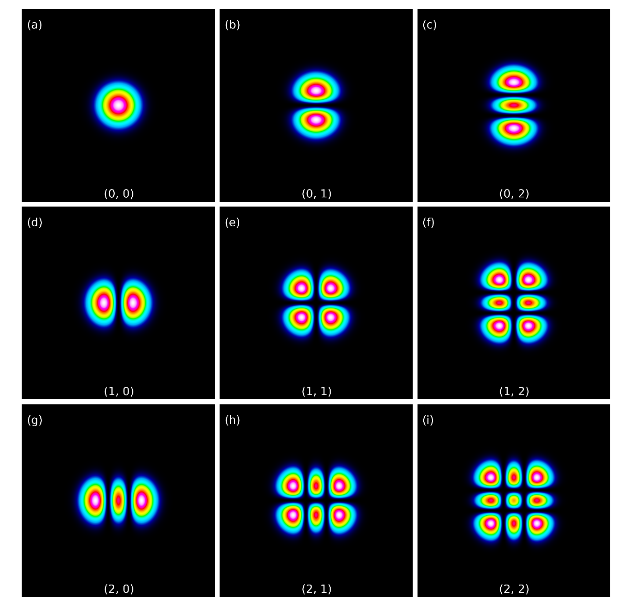 (a)
(0, 0)
(b)
(0, 1)
(c)
(0, 2)
(d)
(1, 0)
(e)
(1, 1)
(f)
(1, 2)
(g)
(2, 0)
(h)
(2, 1)
(i)
(2, 2)